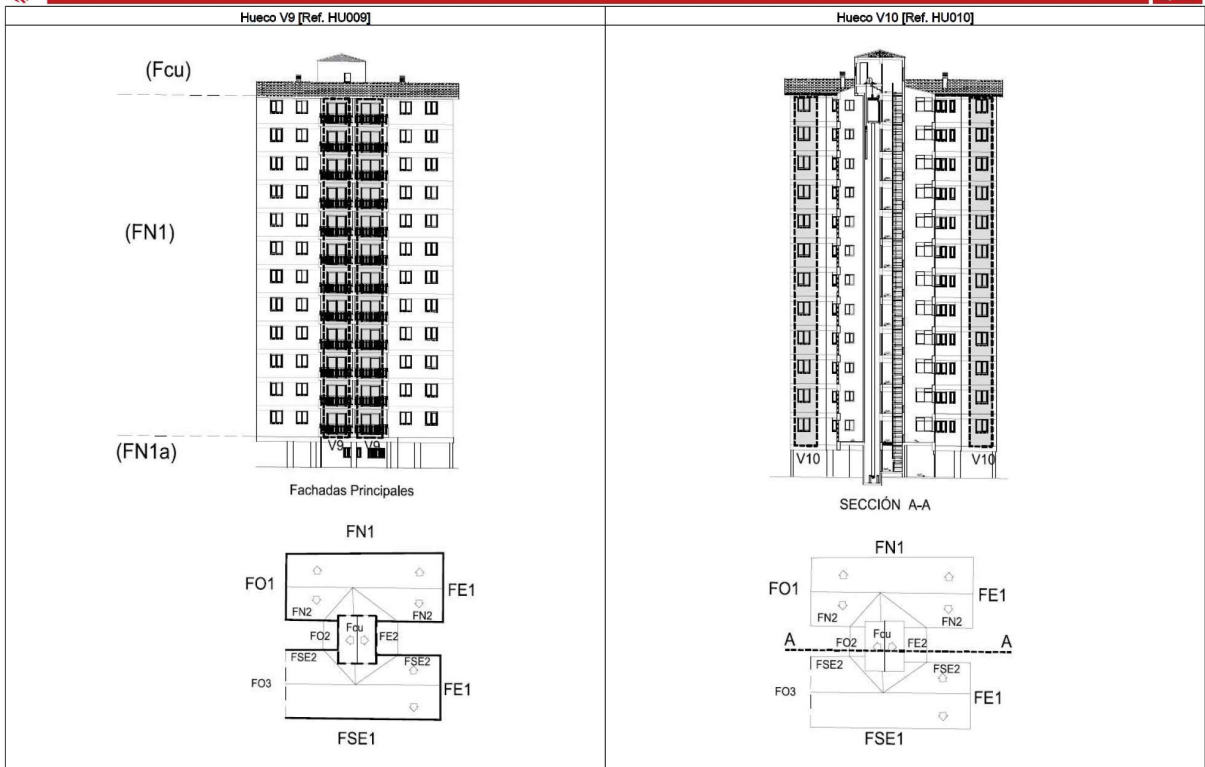 Hueco V9 [Ref. HU009]
(Fcu)
(FN1)
(FN1a)
V9 V9
Fachadas Principales
FN1
FO1
FE1
FN2 FN2
Fcu
FO2 FE2
FSE2 FSE2
FO3
FE1
FSE1
Hueco V10 [Ref. HU010]
V10 V10
SECCIÓN A-A
FN1
FO1
FE1
FN2 FN2
Fcu
A FO2 FE2 A
FSE2 FSE2
FO3
FE1
FSE1